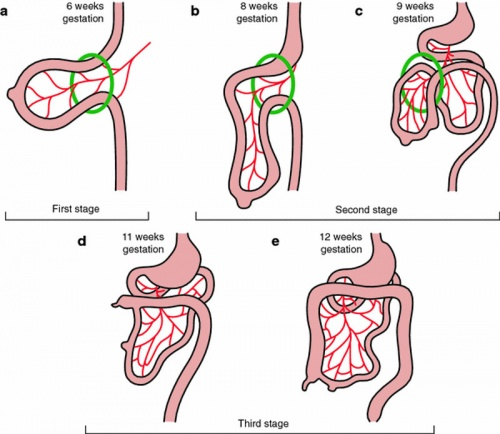 a
6 weeks
gestation
b
8 weeks
gestation
c
9 weeks
gestation
First stage
Second stage
d
11 weeks
gestation
e
12 weeks
gestation
Third stage